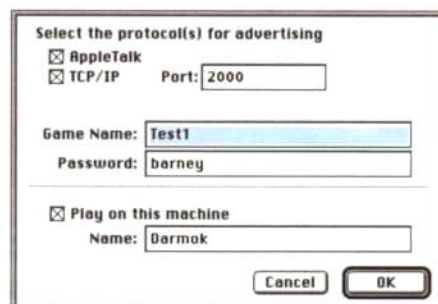 Select the protocol(s) for advertising
AppleTalk
TCP/IP Port: 2000
Game Name: Test1
Password: barney
Play on this machine
Name: Darmok
Cancel OK